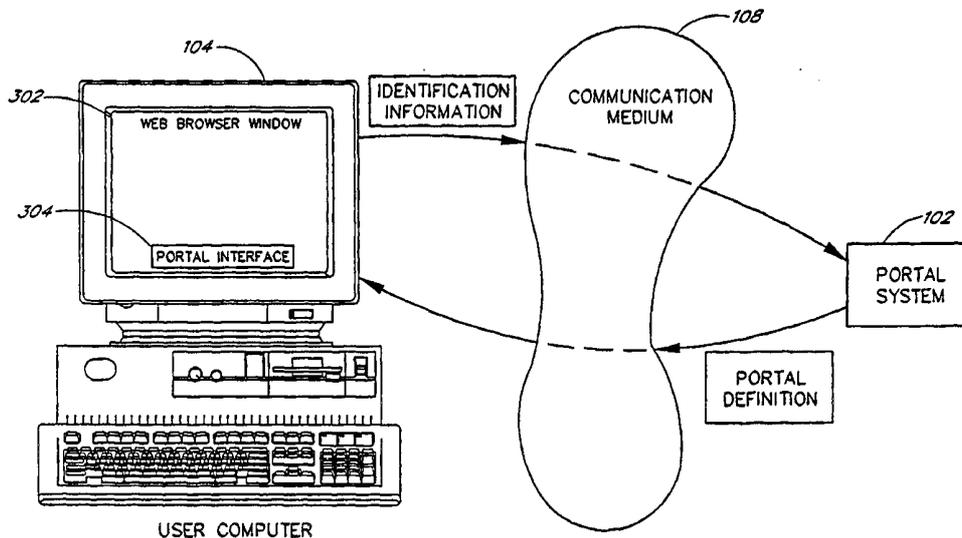 108
104
302
IDENTIFICATION
INFORMATION
COMMUNICATION
MEDIUM
WEB BROWSER WINDOW
304
PORTAL INTERFACE
102
PORTAL
SYSTEM
PORTAL
DEFINITION
USER COMPUTER